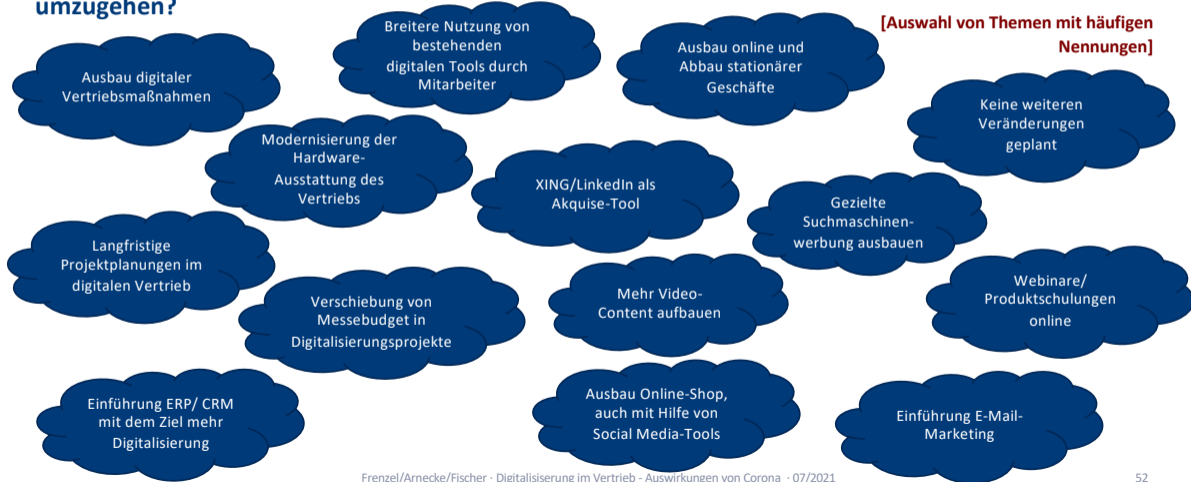 umzugehen?
[Auswahl von Themen mit häufigen
Nennungen]
Ausbau digitaler
Vertriebsmaßnahmen
Breitere Nutzung von
bestehenden
digitalen Tools durch
Mitarbeiter
Ausbau online und
Abbau stationärer
Geschäfte
Keine weiteren
Veränderungen
geplant
Modernisierung der
Hardware-
Ausstattung des
Vertriebs
XING/LinkedIn als
Akquise-Tool
Gezielte
Suchmaschinen-
werbung ausbauen
Langfristige
Projektplanungen im
digitalen Vertrieb
Verschiebung von
Messebudget in
Digitalisierungsprojekte
Mehr Video-
Content aufbauen
Webinare/
Produktschulungen
online
Einführung ERP/ CRM
mit dem Ziel mehr
Digitalisierung
Ausbau Online-Shop,
auch mit Hilfe von
Social Media-Tools
Einführung E-Mail-
Marketing
Frenzel/Arnecke/Fischer · Digitalisiserung im Vertrieb - Auswirkungen von Corona · 07/2021
52